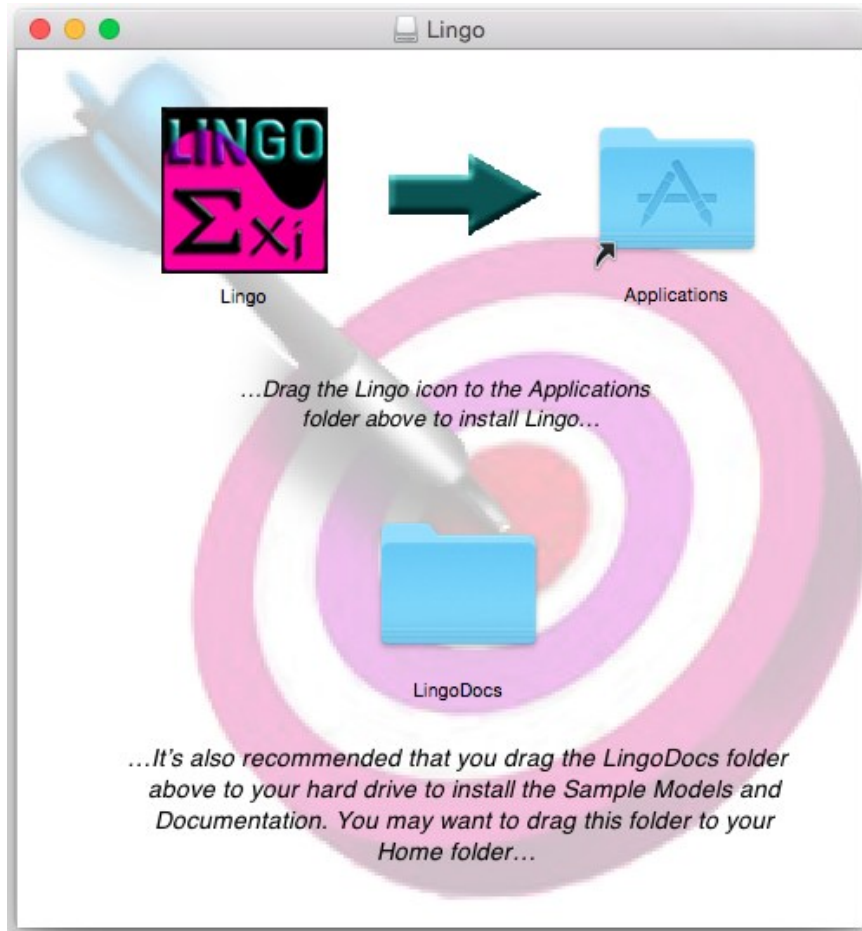 Lingo
LINGO
Σxi
Lingo
Applications
…Drag the Lingo icon to the Applications
folder above to install Lingo…
LingoDocs
…It's also recommended that you drag the LingoDocs folder
above to your hard drive to install the Sample Models and
Documentation. You may want to drag this folder to your
Home folder…